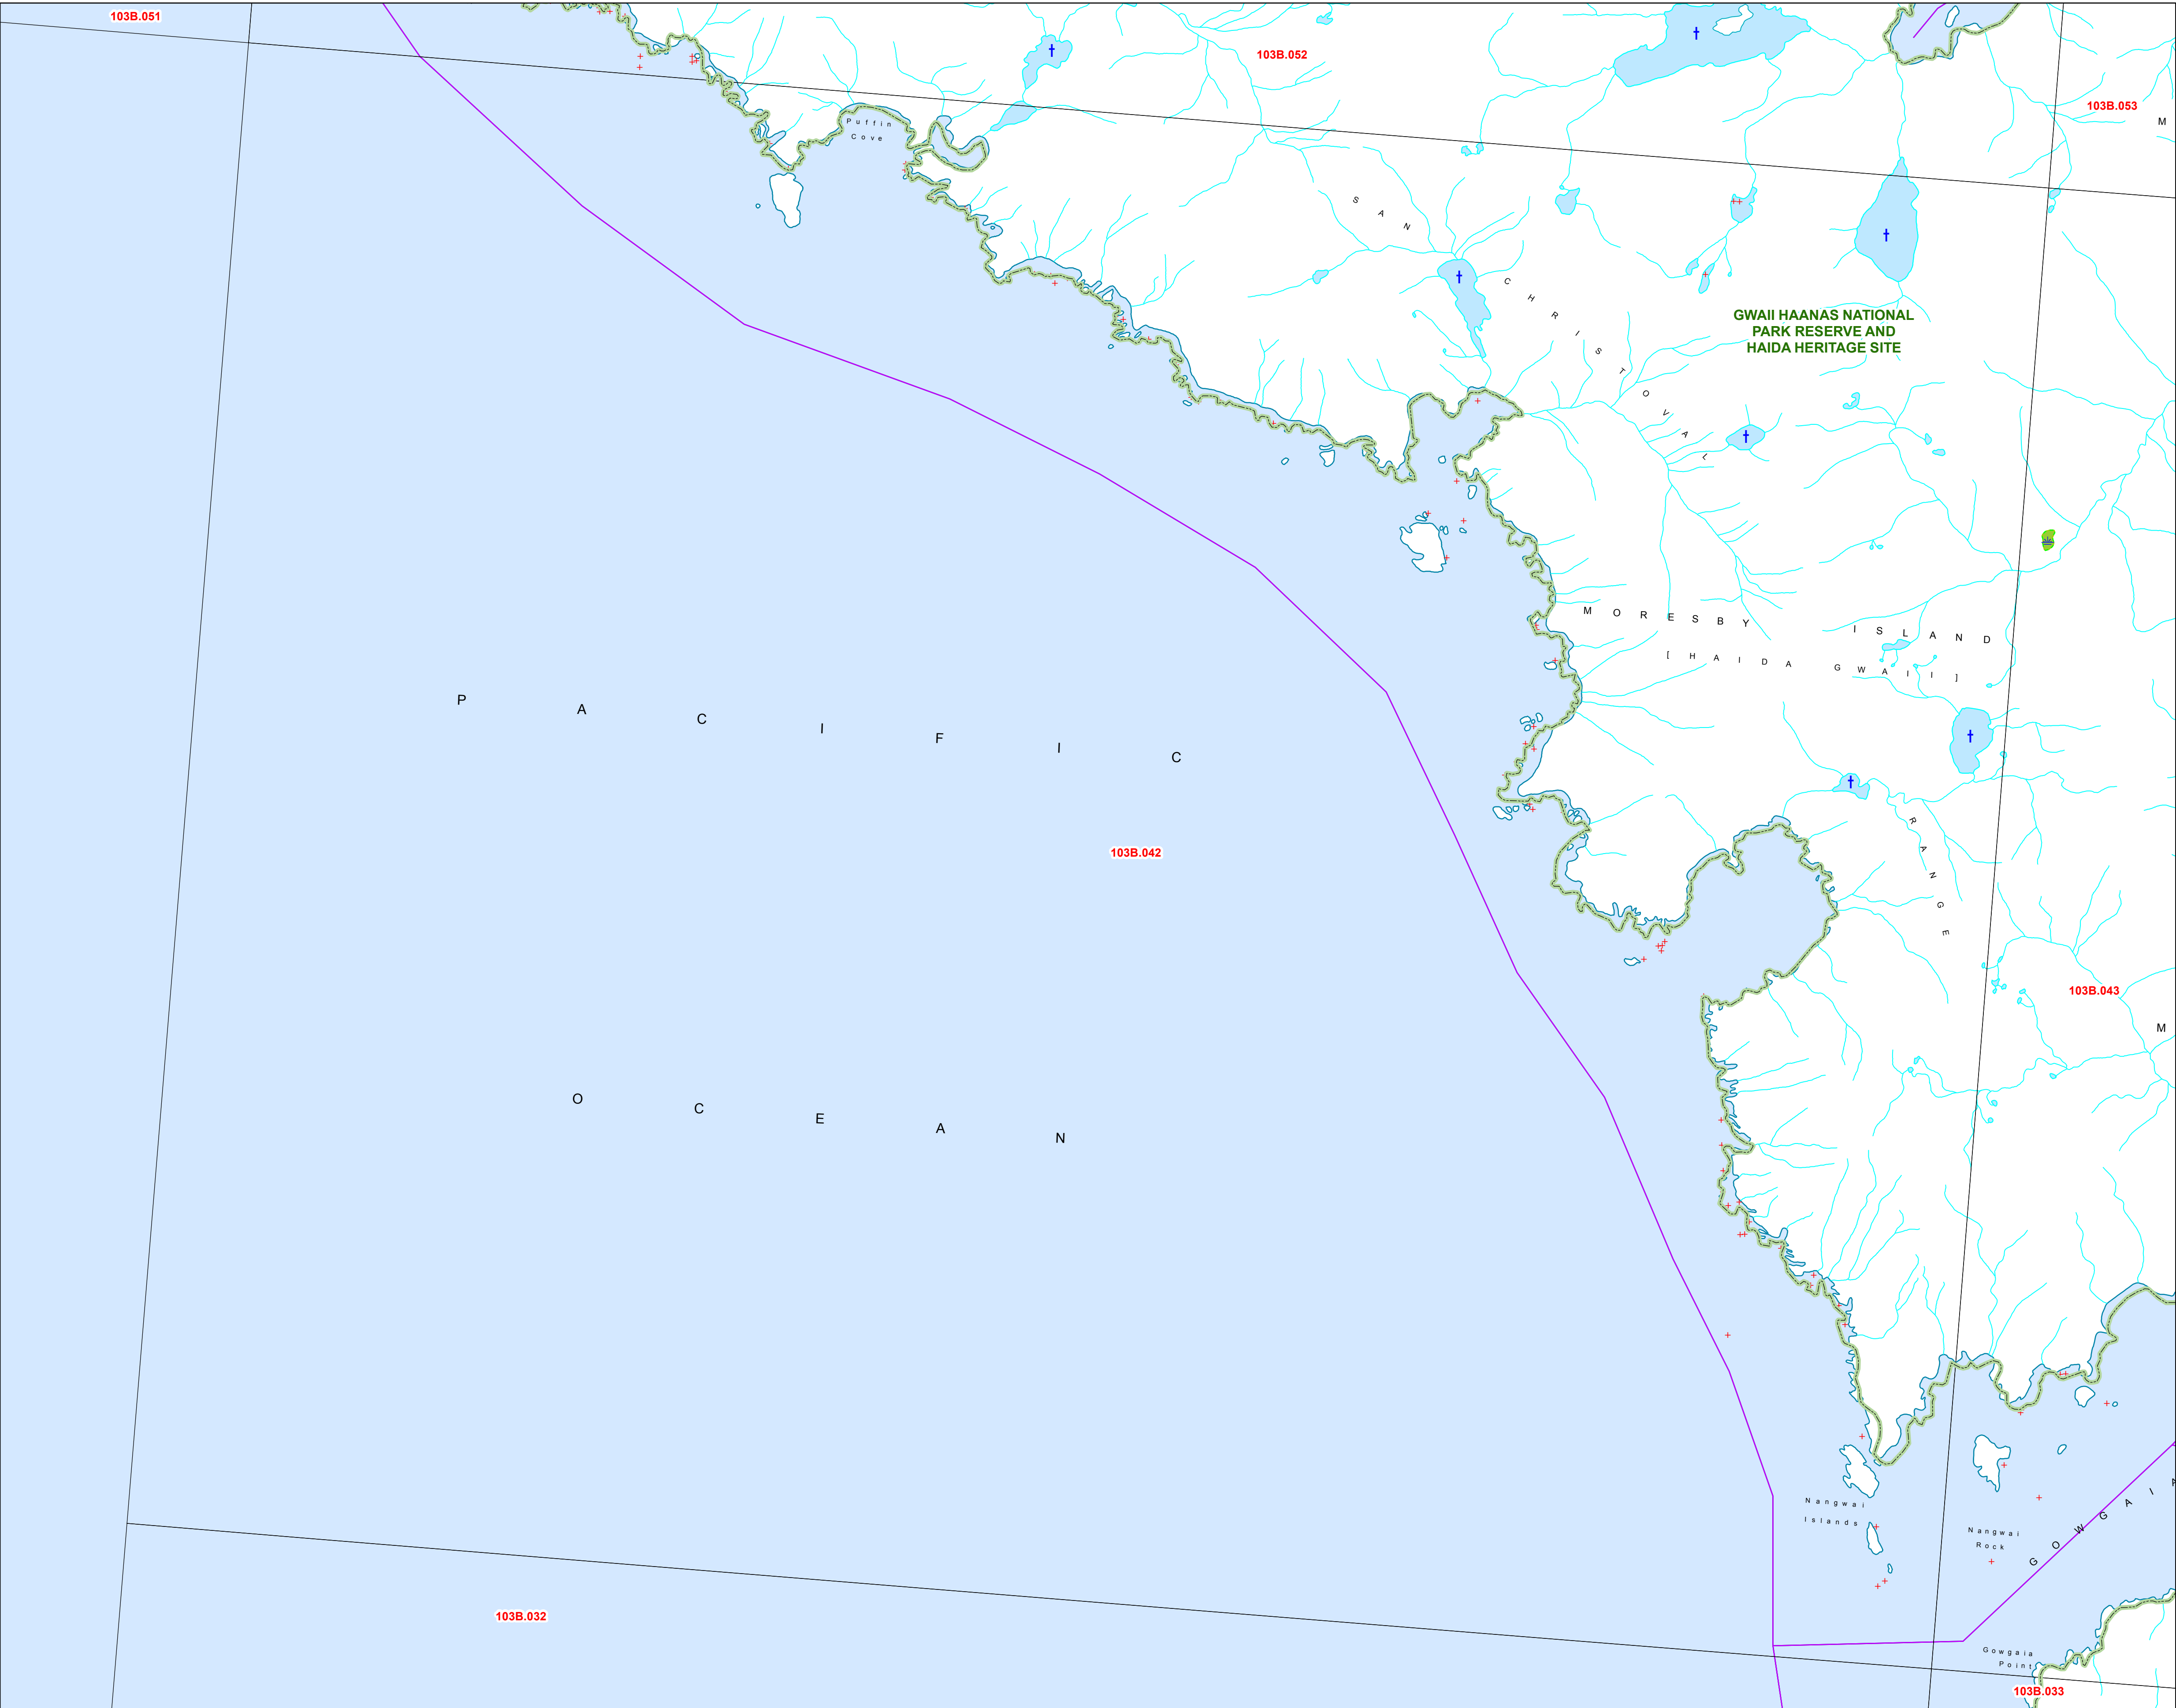 103B.051
103B.052
103B.053
M
Puffin
Cove
SAN CHRISTOVAL RANGE
GWAII HAANAS NATIONAL
PARK RESERVE AND
HAIDA HERITAGE SITE
MORESBY ISLAND
[HAIDA GWAII]
PACIFIC
103B.042
103B.043
M
OCEAN
Nangwai
Islands
Nangwai
Rock
GOWGAIA
103B.032
Gowgaia
Point
103B.033